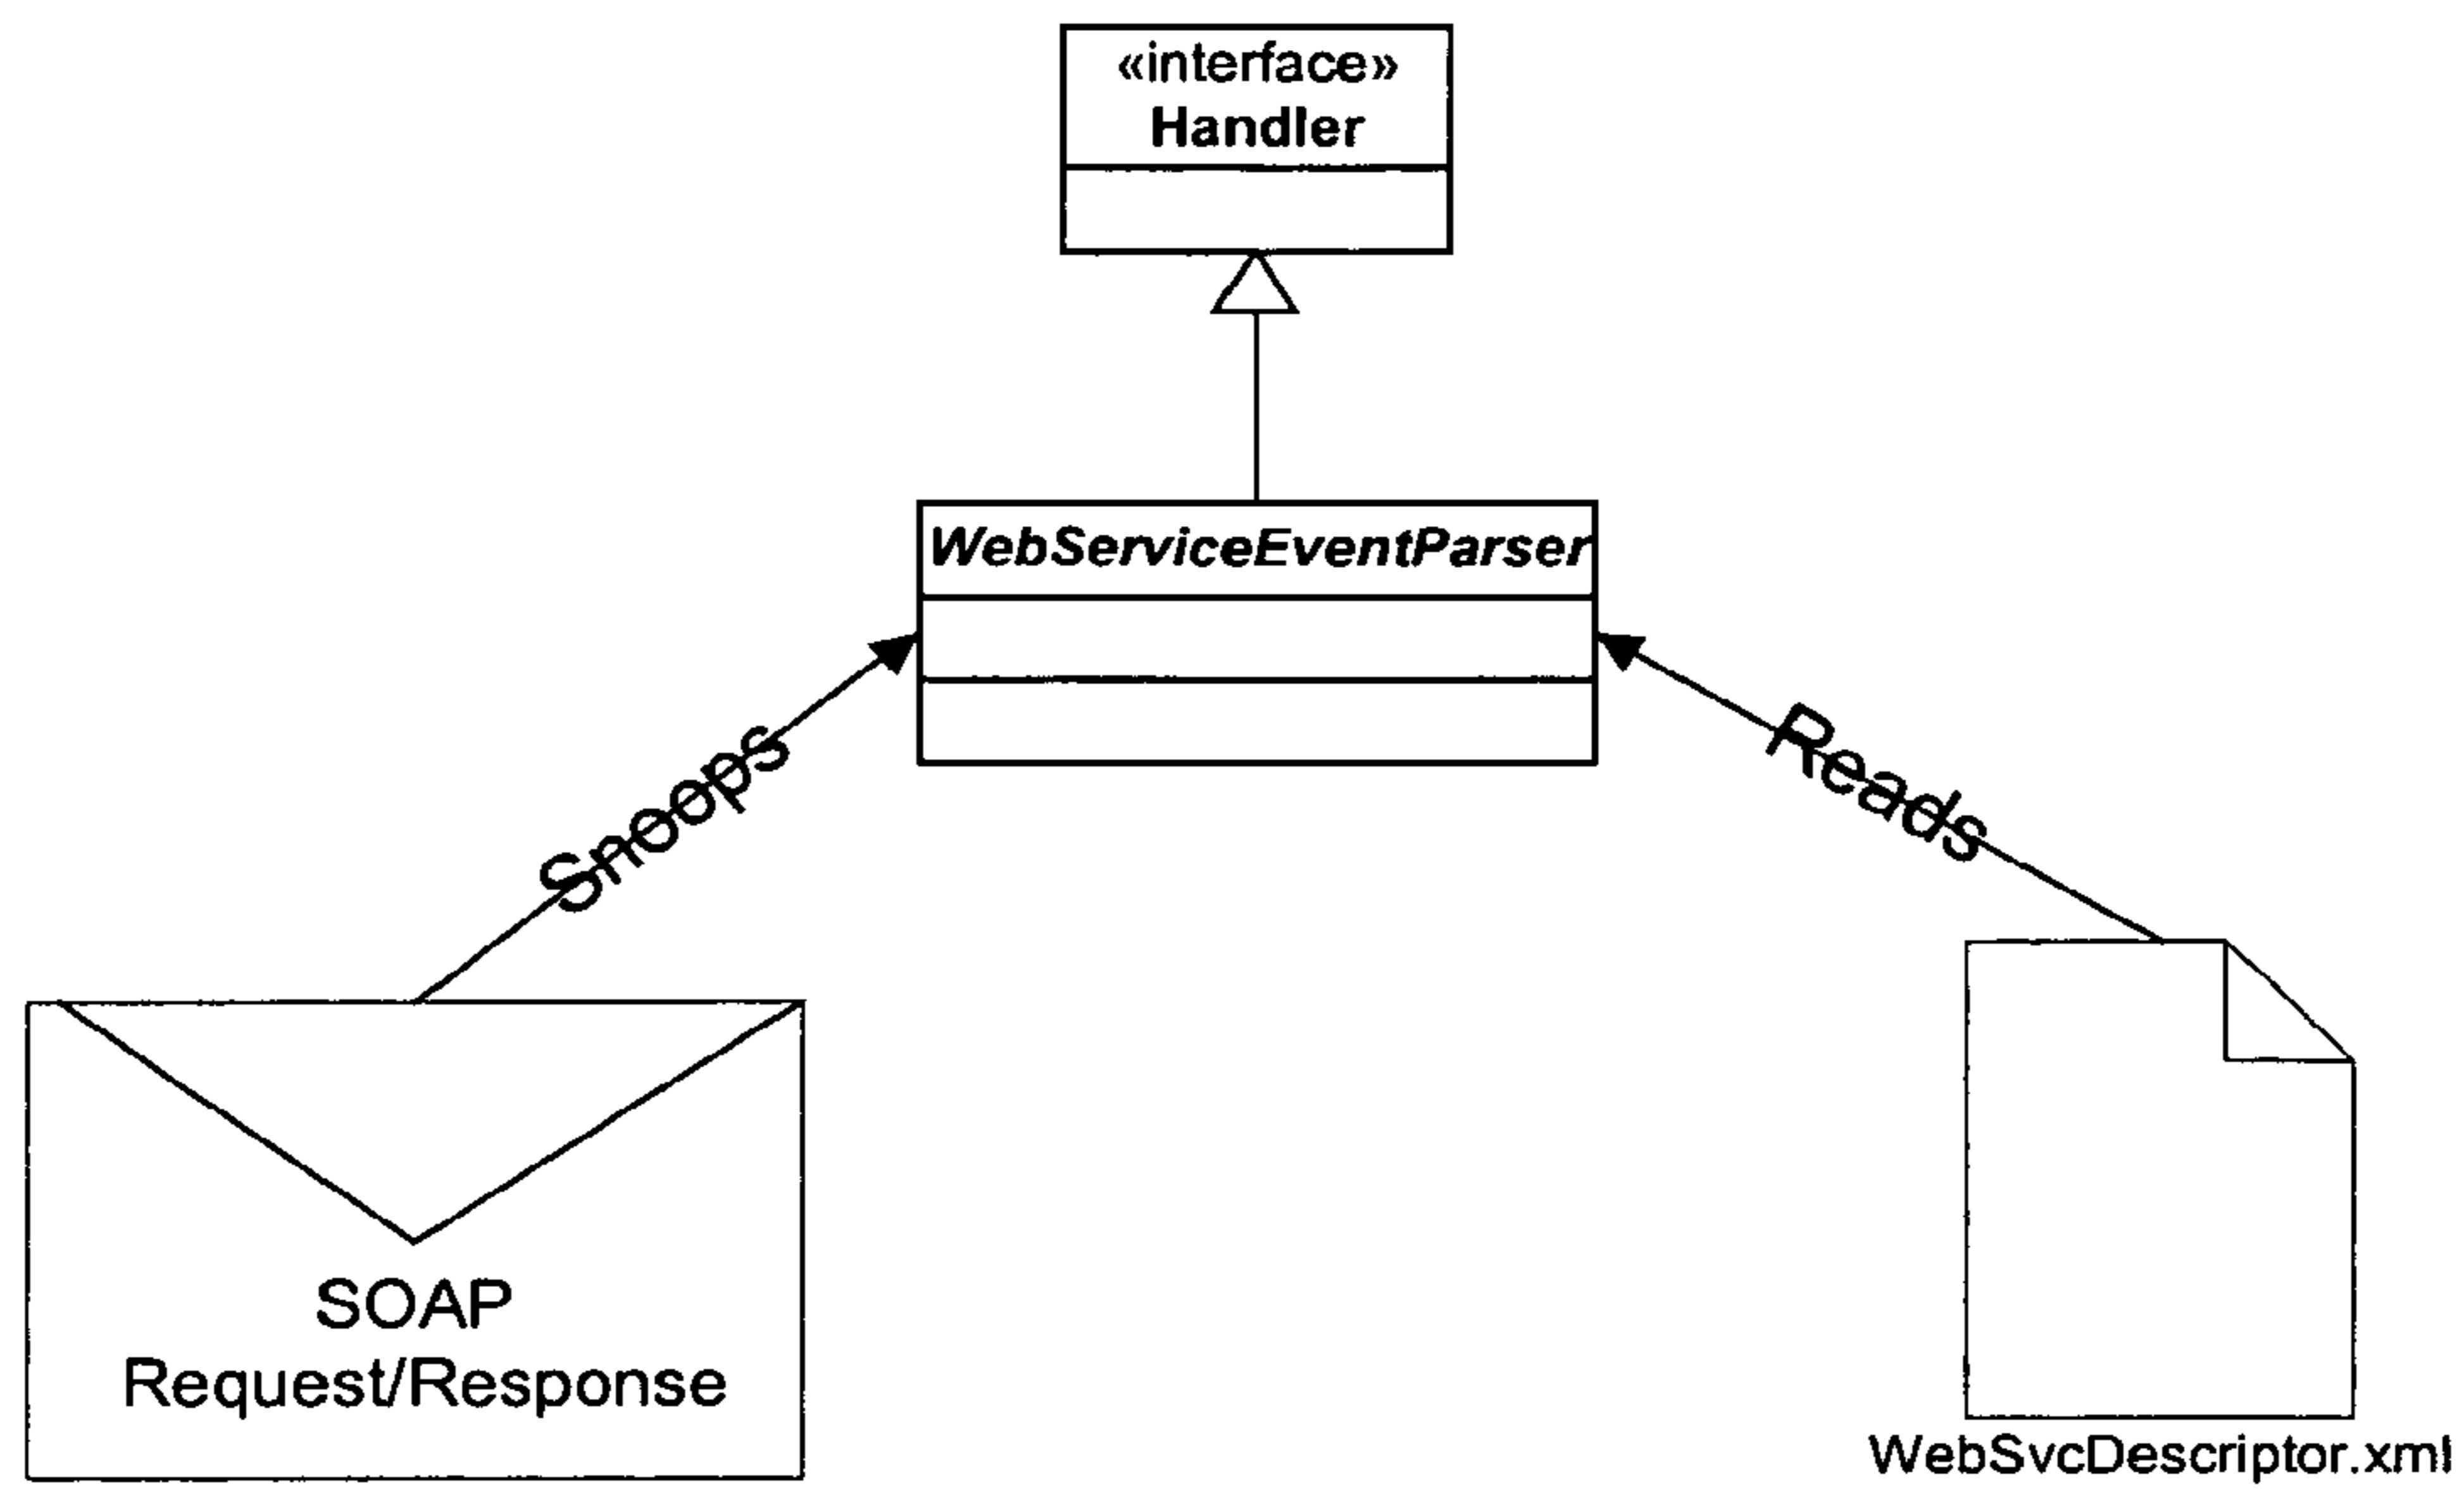 «interface»
Handler
WebServiceEventParser
Snoops
Reads
SOAP
Request/Response
WebSvcDescriptor.xml